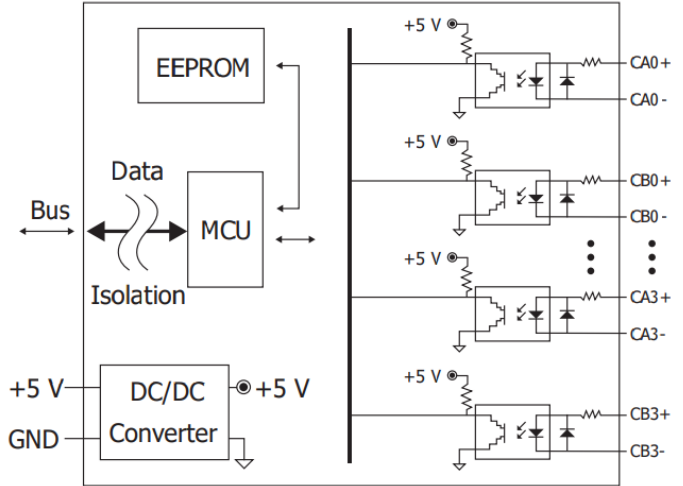 EEPROM
Data
Bus
MCU
Isolation
+5 V
DC/DC
Converter
+5 V
GND
+5 V
CA0+
CA0-
+5 V
CB0+
CB0-
+5 V
CA3+
CA3-
+5 V
CB3+
CB3-